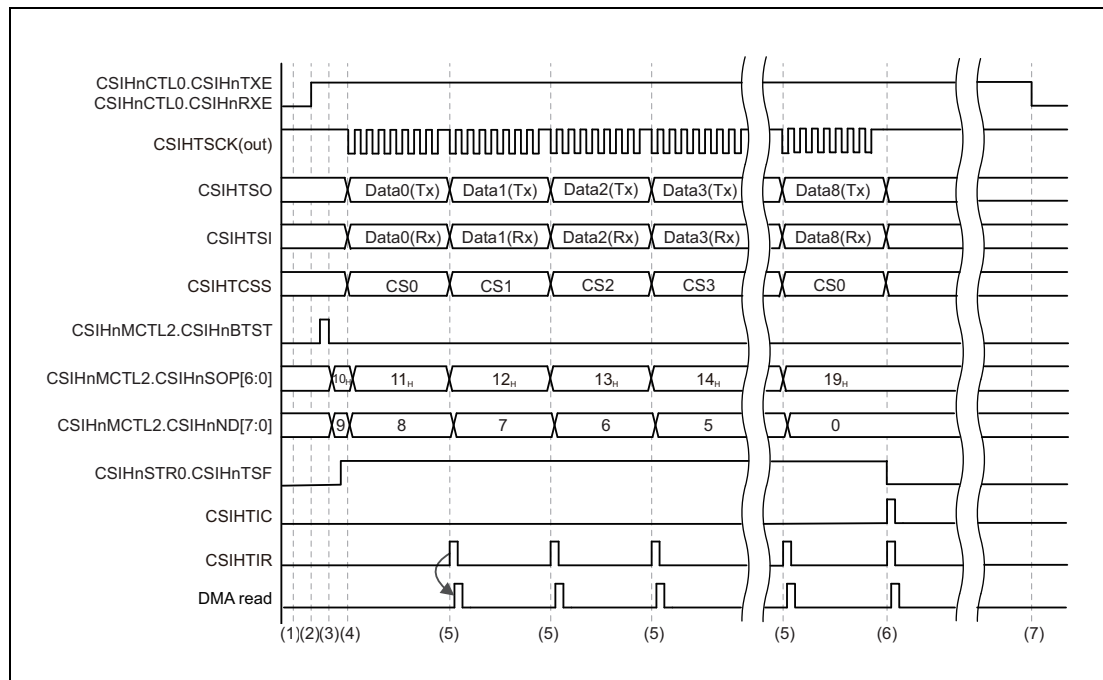 CSIHnCTL0.CSIHnTXE
CSIHnCTL0.CSIHnRXE
CSIHTSCK(out)
CSIHTSO Data0(Tx) Data1(Tx) Data2(Tx) Data3(Tx) Data8(Tx)
CSIHTSI Data0(Rx) Data1(Rx) Data2(Rx) Data3(Rx) Data8(Rx)
CSIHTCSS CS0 CS1 CS2 CS3 CS0
CSIHnMCTL2.CSIHnBTST
CSIHnMCTL2.CSIHnSOP[6:0] 10H 11H 12H 13H 14H 19H
CSIHnMCTL2.CSIHnND[7:0] 9 8 7 6 5 0
CSIHnSTR0.CSIHnTSF
CSIHTIC
CSIHTIR
DMA read
(1)(2)(3)(4) (5) (5) (5) (5) (6) (7)